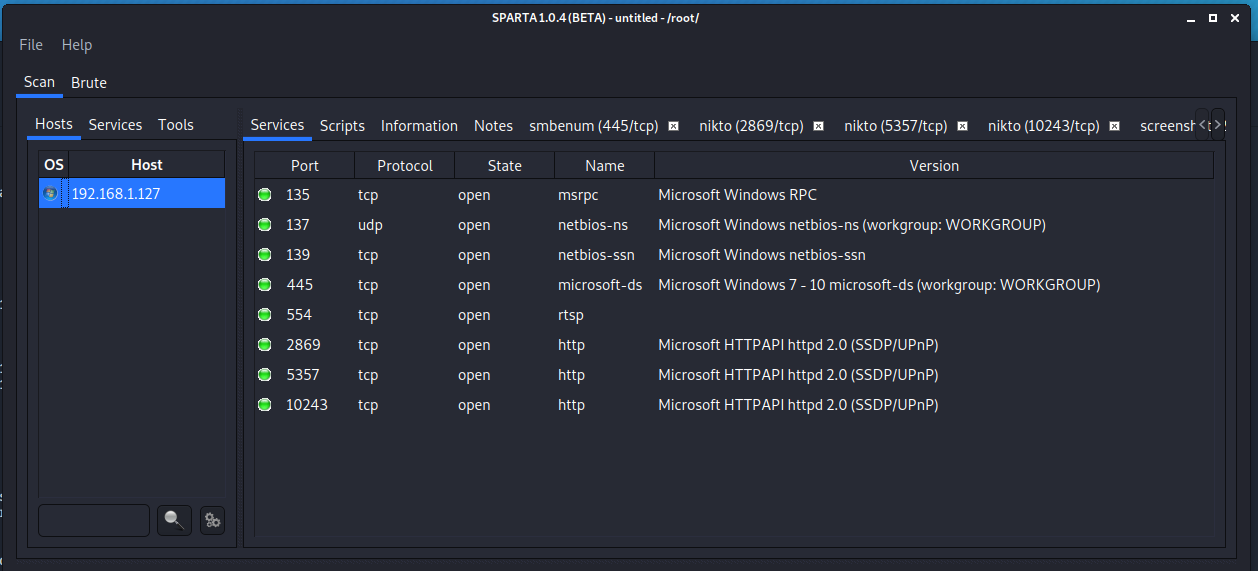 SPARTA 1.0.4 (BETA) - untitled - /root/
File Help
Scan Brute
Hosts Services Tools
OS Host
192.168.1.127
Services Scripts Information Notes smbenum (445/tcp) nikto (2869/tcp) nikto (5357/tcp) nikto (10243/tcp)
Port Protocol State Name Version
135 tcp open msrpc Microsoft Windows RPC
137 udp open netbios-ns Microsoft Windows netbios-ns (workgroup: WORKGROUP)
139 tcp open netbios-ssn Microsoft Windows netbios-ssn
445 tcp open microsoft-ds Microsoft Windows 7 - 10 microsoft-ds (workgroup: WORKGROUP)
554 tcp open rtsp
2869 tcp open http Microsoft HTTPAPI httpd 2.0 (SSDP/UPnP)
5357 tcp open http Microsoft HTTPAPI httpd 2.0 (SSDP/UPnP)
10243 tcp open http Microsoft HTTPAPI httpd 2.0 (SSDP/UPnP)